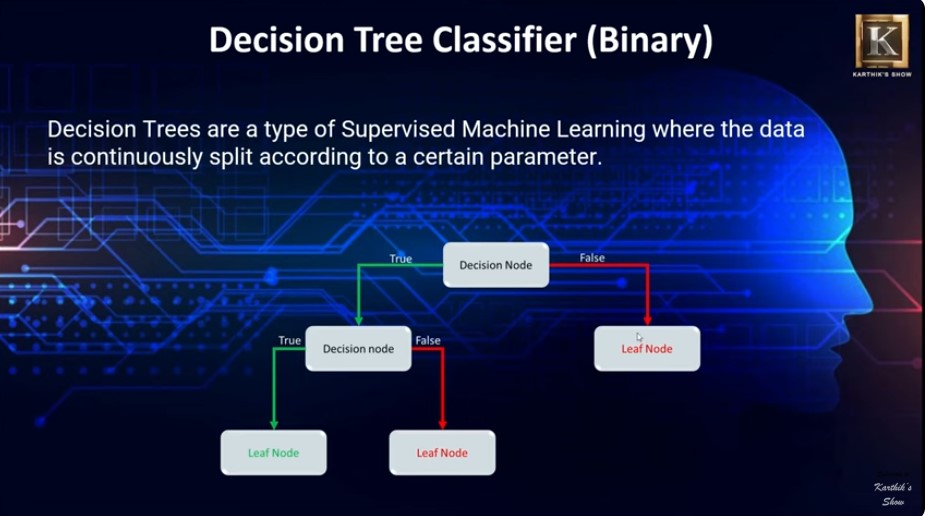 Decision Tree Classifier (Binary)
K
KARTHIK'S SHOW
Decision Trees are a type of Supervised Machine Learning where the data
is continuously split according to a certain parameter.
True
Decision Node
False
True
Decision node
False
Leaf Node
Leaf Node
Leaf Node
Karthik's
Show